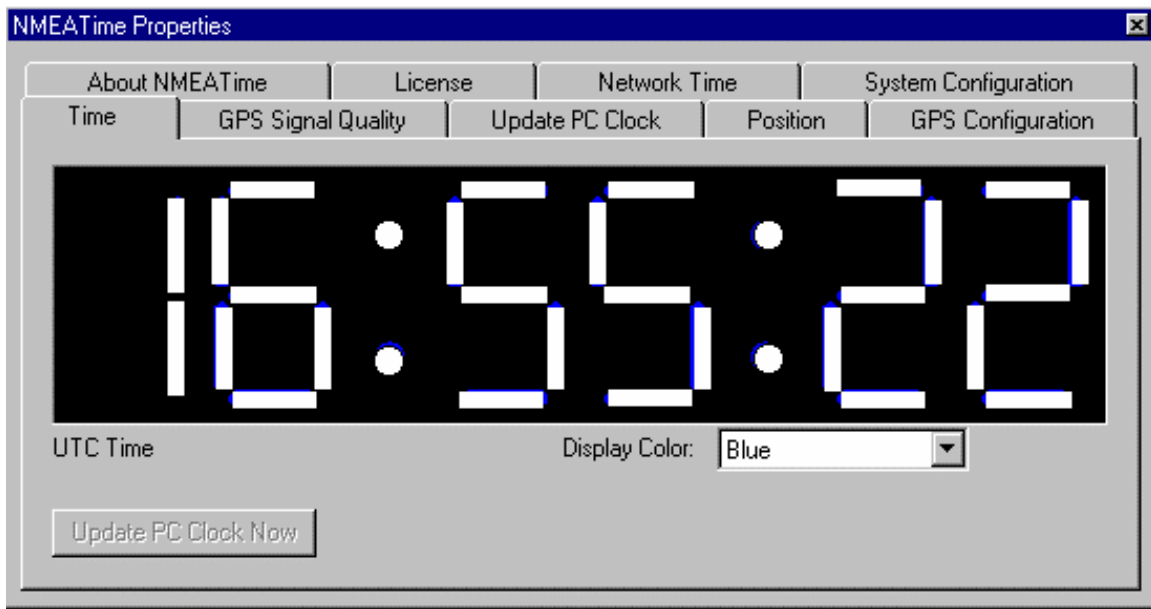 NMEATime Properties
About NMEATime License Network Time System Configuration
Time GPS Signal Quality Update PC Clock Position GPS Configuration
16:55:22
UTC Time Display Color: Blue
Update PC Clock Now